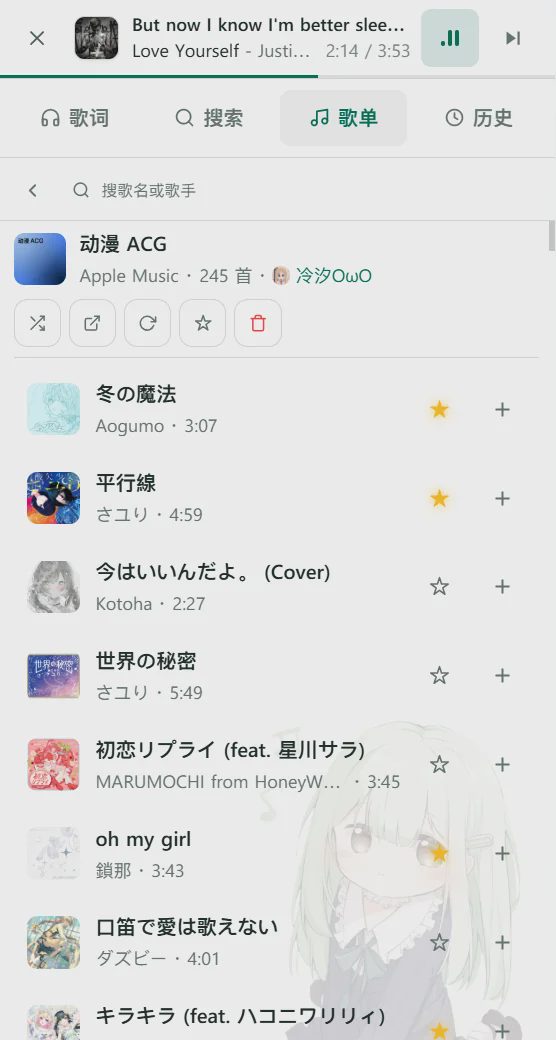 But now I know I'm better slee...
Love Yourself - Justi... 2:14 / 3:53
歌词 搜索 歌单 历史
搜歌名或歌手
动漫 ACG
动漫 ACG
Apple Music · 245 首 · 冷汐OωO
冬の魔法
Aogumo · 3:07
平行線
さユり · 4:59
今はいいんだよ。 (Cover)
Kotoha · 2:27
世界の秘密
世界の秘密
さユり · 5:49
初恋リプライ (feat. 星川サラ)
MARUMOCHI from HoneyW... · 3:45
oh my girl
鎖那 · 3:43
口笛で愛は歌えない
ダズビー · 4:01
キラキラ (feat. ハコニワリリィ)